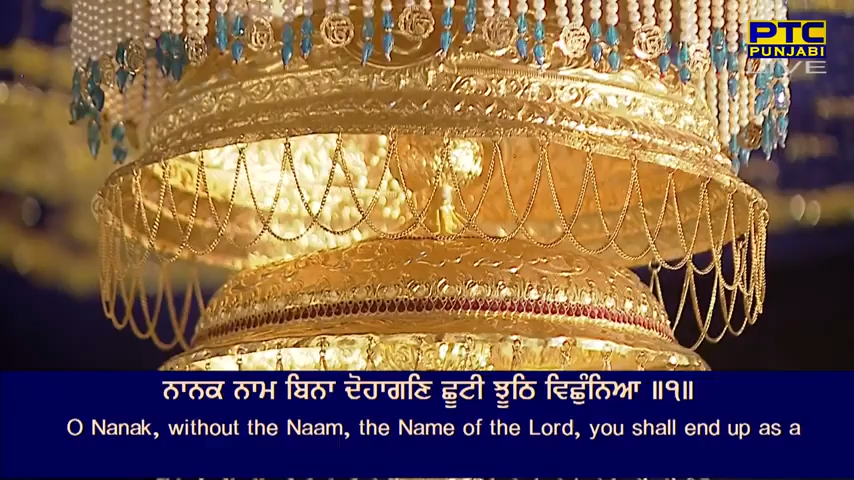 PTC
PUNJABI
LIVE
ਨਾਨਕ ਨਾਮ ਬਿਨਾ ਦੋਹਾਗਣਿ ਛੂਟੀ ਝੂਠਿ ਵਿਛੁੰਨਿਆ ॥੧॥
O Nanak, without the Naam, the Name of the Lord, you shall end up as a